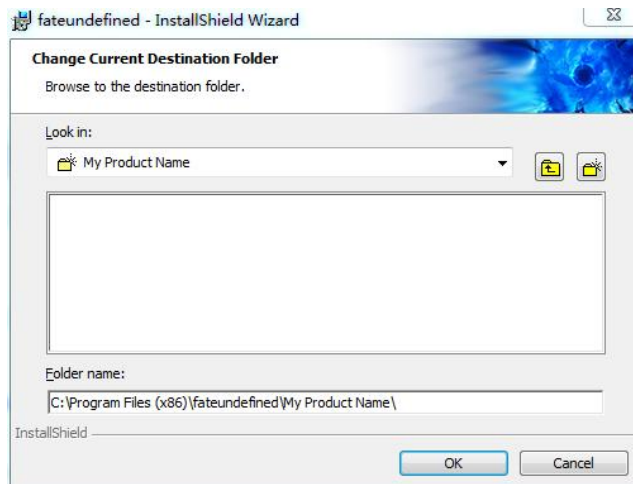 fateundefined - InstallShield Wizard
Change Current Destination Folder
Browse to the destination folder.
Look in:
My Product Name
Folder name:
C:\Program Files (x86)\fateundefined\My Product Name\
InstallShield
OK Cancel